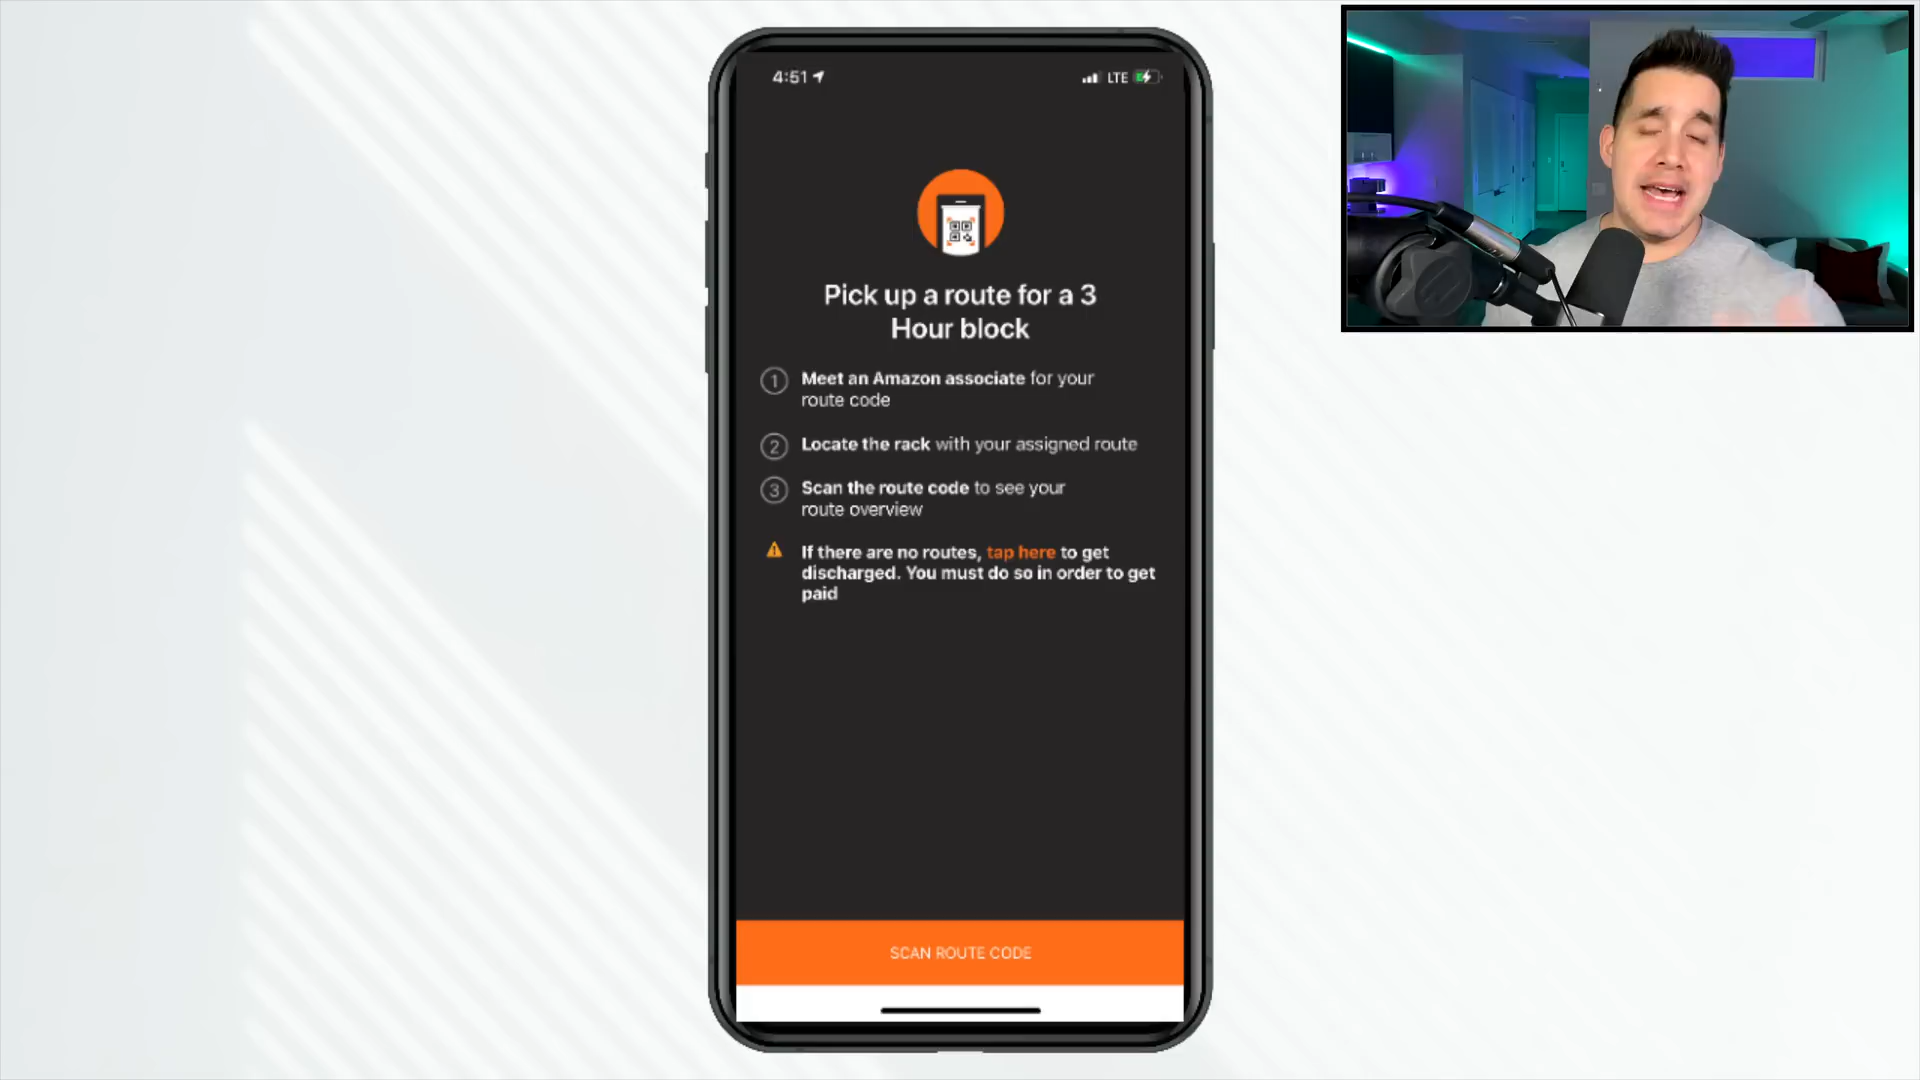 4:51
LTE
Pick up a route for a 3
Hour block
1 Meet an Amazon associate for your
route code
2 Locate the rack with your assigned route
3 Scan the route code to see your
route overview
If there are no routes, tap here to get
discharged. You must do so in order to get
paid
SCAN ROUTE CODE